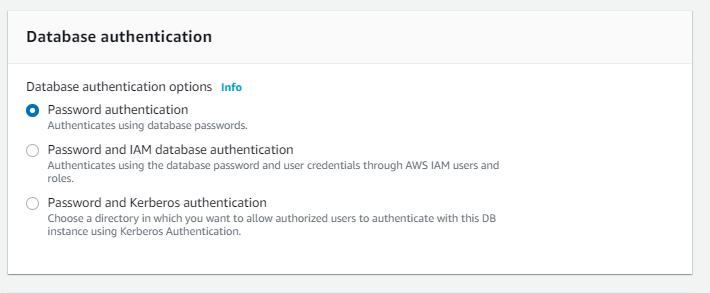 Database authentication
Database authentication options Info
Password authentication
Authenticates using database passwords.
Password and IAM database authentication
Authenticates using the database password and user credentials through AWS IAM users and
roles.
Password and Kerberos authentication
Choose a directory in which you want to allow authorized users to authenticate with this DB
instance using Kerberos Authentication.